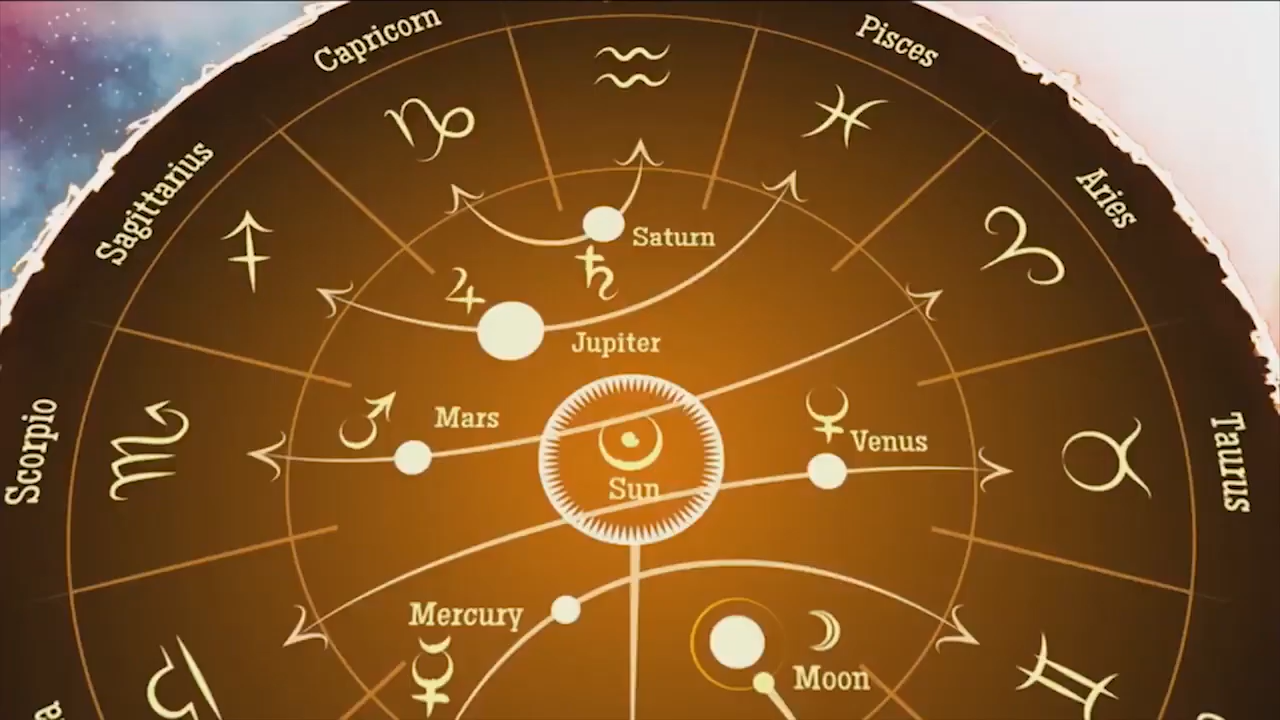 Capricorn
Pisces
Sagittarius
Aries
Saturn
Jupiter
Scorpio
Mars
Venus
Taurus
Sun
Mercury
Moon